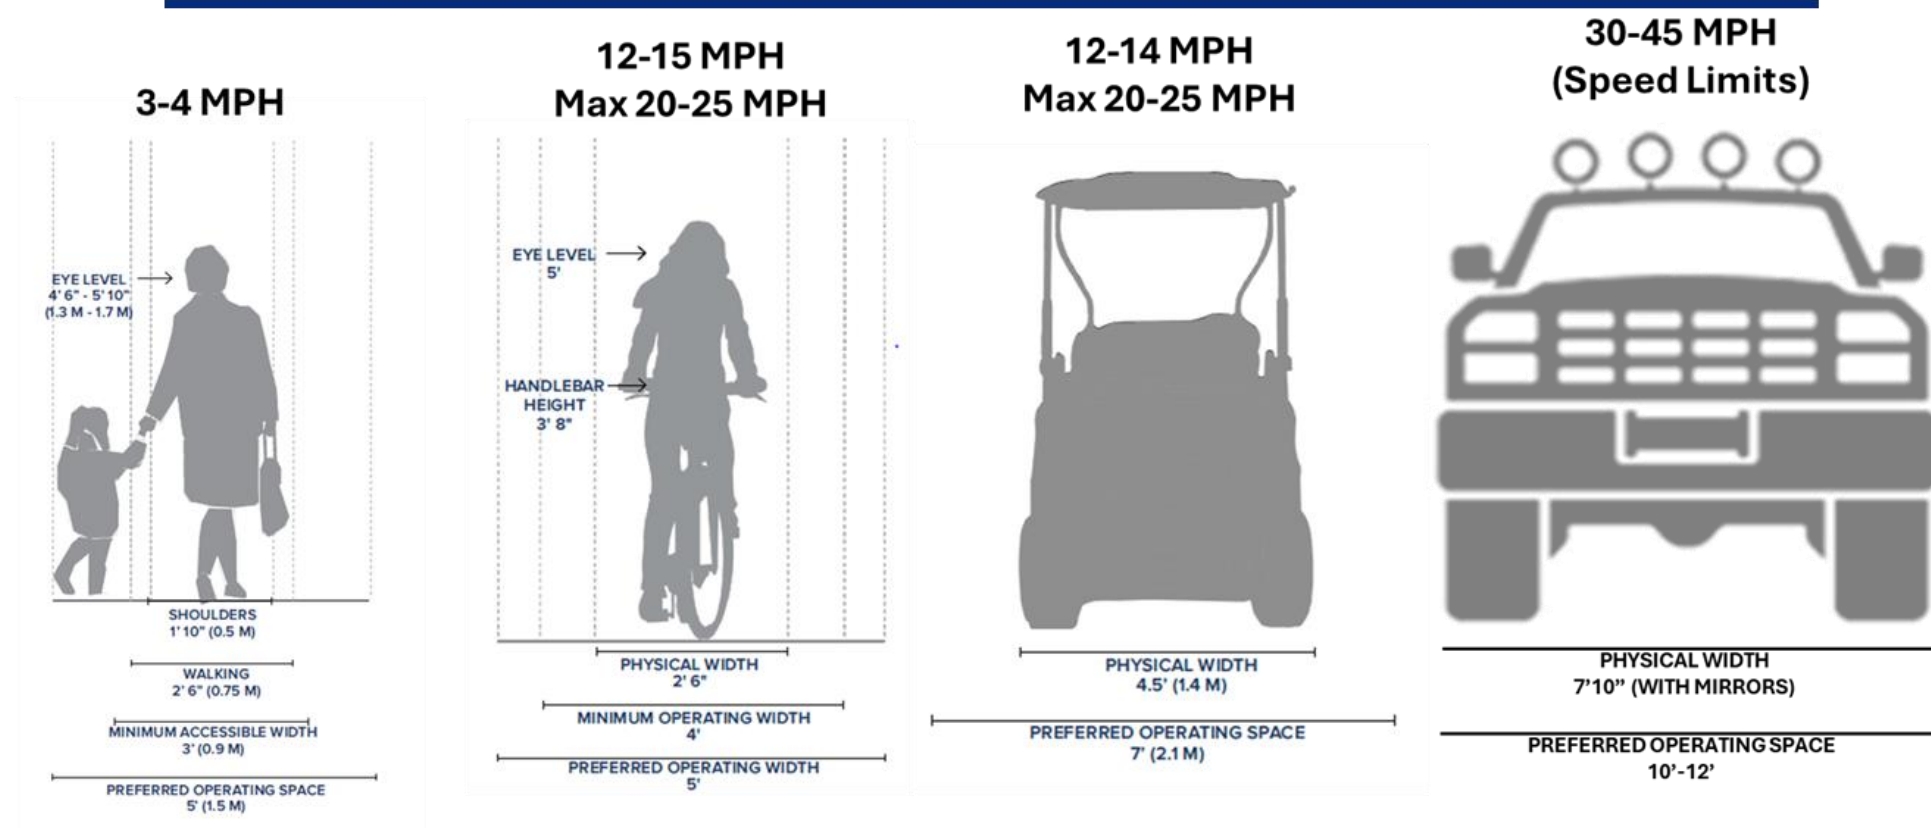 3-4 MPH
EYE LEVEL
4' 6" - 5' 10"
(1.3 M - 1.7 M)
SHOULDERS
1' 10" (0.5 M)
WALKING
2' 6" (0.75 M)
MINIMUM ACCESSIBLE WIDTH
3' (0.9 M)
PREFERRED OPERATING SPACE
5' (1.5 M)
12-15 MPH
Max 20-25 MPH
EYE LEVEL
5'
HANDLEBAR
HEIGHT
3' 8"
PHYSICAL WIDTH
2' 6"
MINIMUM OPERATING WIDTH
4'
PREFERRED OPERATING WIDTH
5'
12-14 MPH
Max 20-25 MPH
PHYSICAL WIDTH
4.5' (1.4 M)
PREFERRED OPERATING SPACE
7' (2.1 M)
30-45 MPH
(Speed Limits)
PHYSICAL WIDTH
7'10” (WITH MIRRORS)
PREFERRED OPERATING SPACE
10’-12’